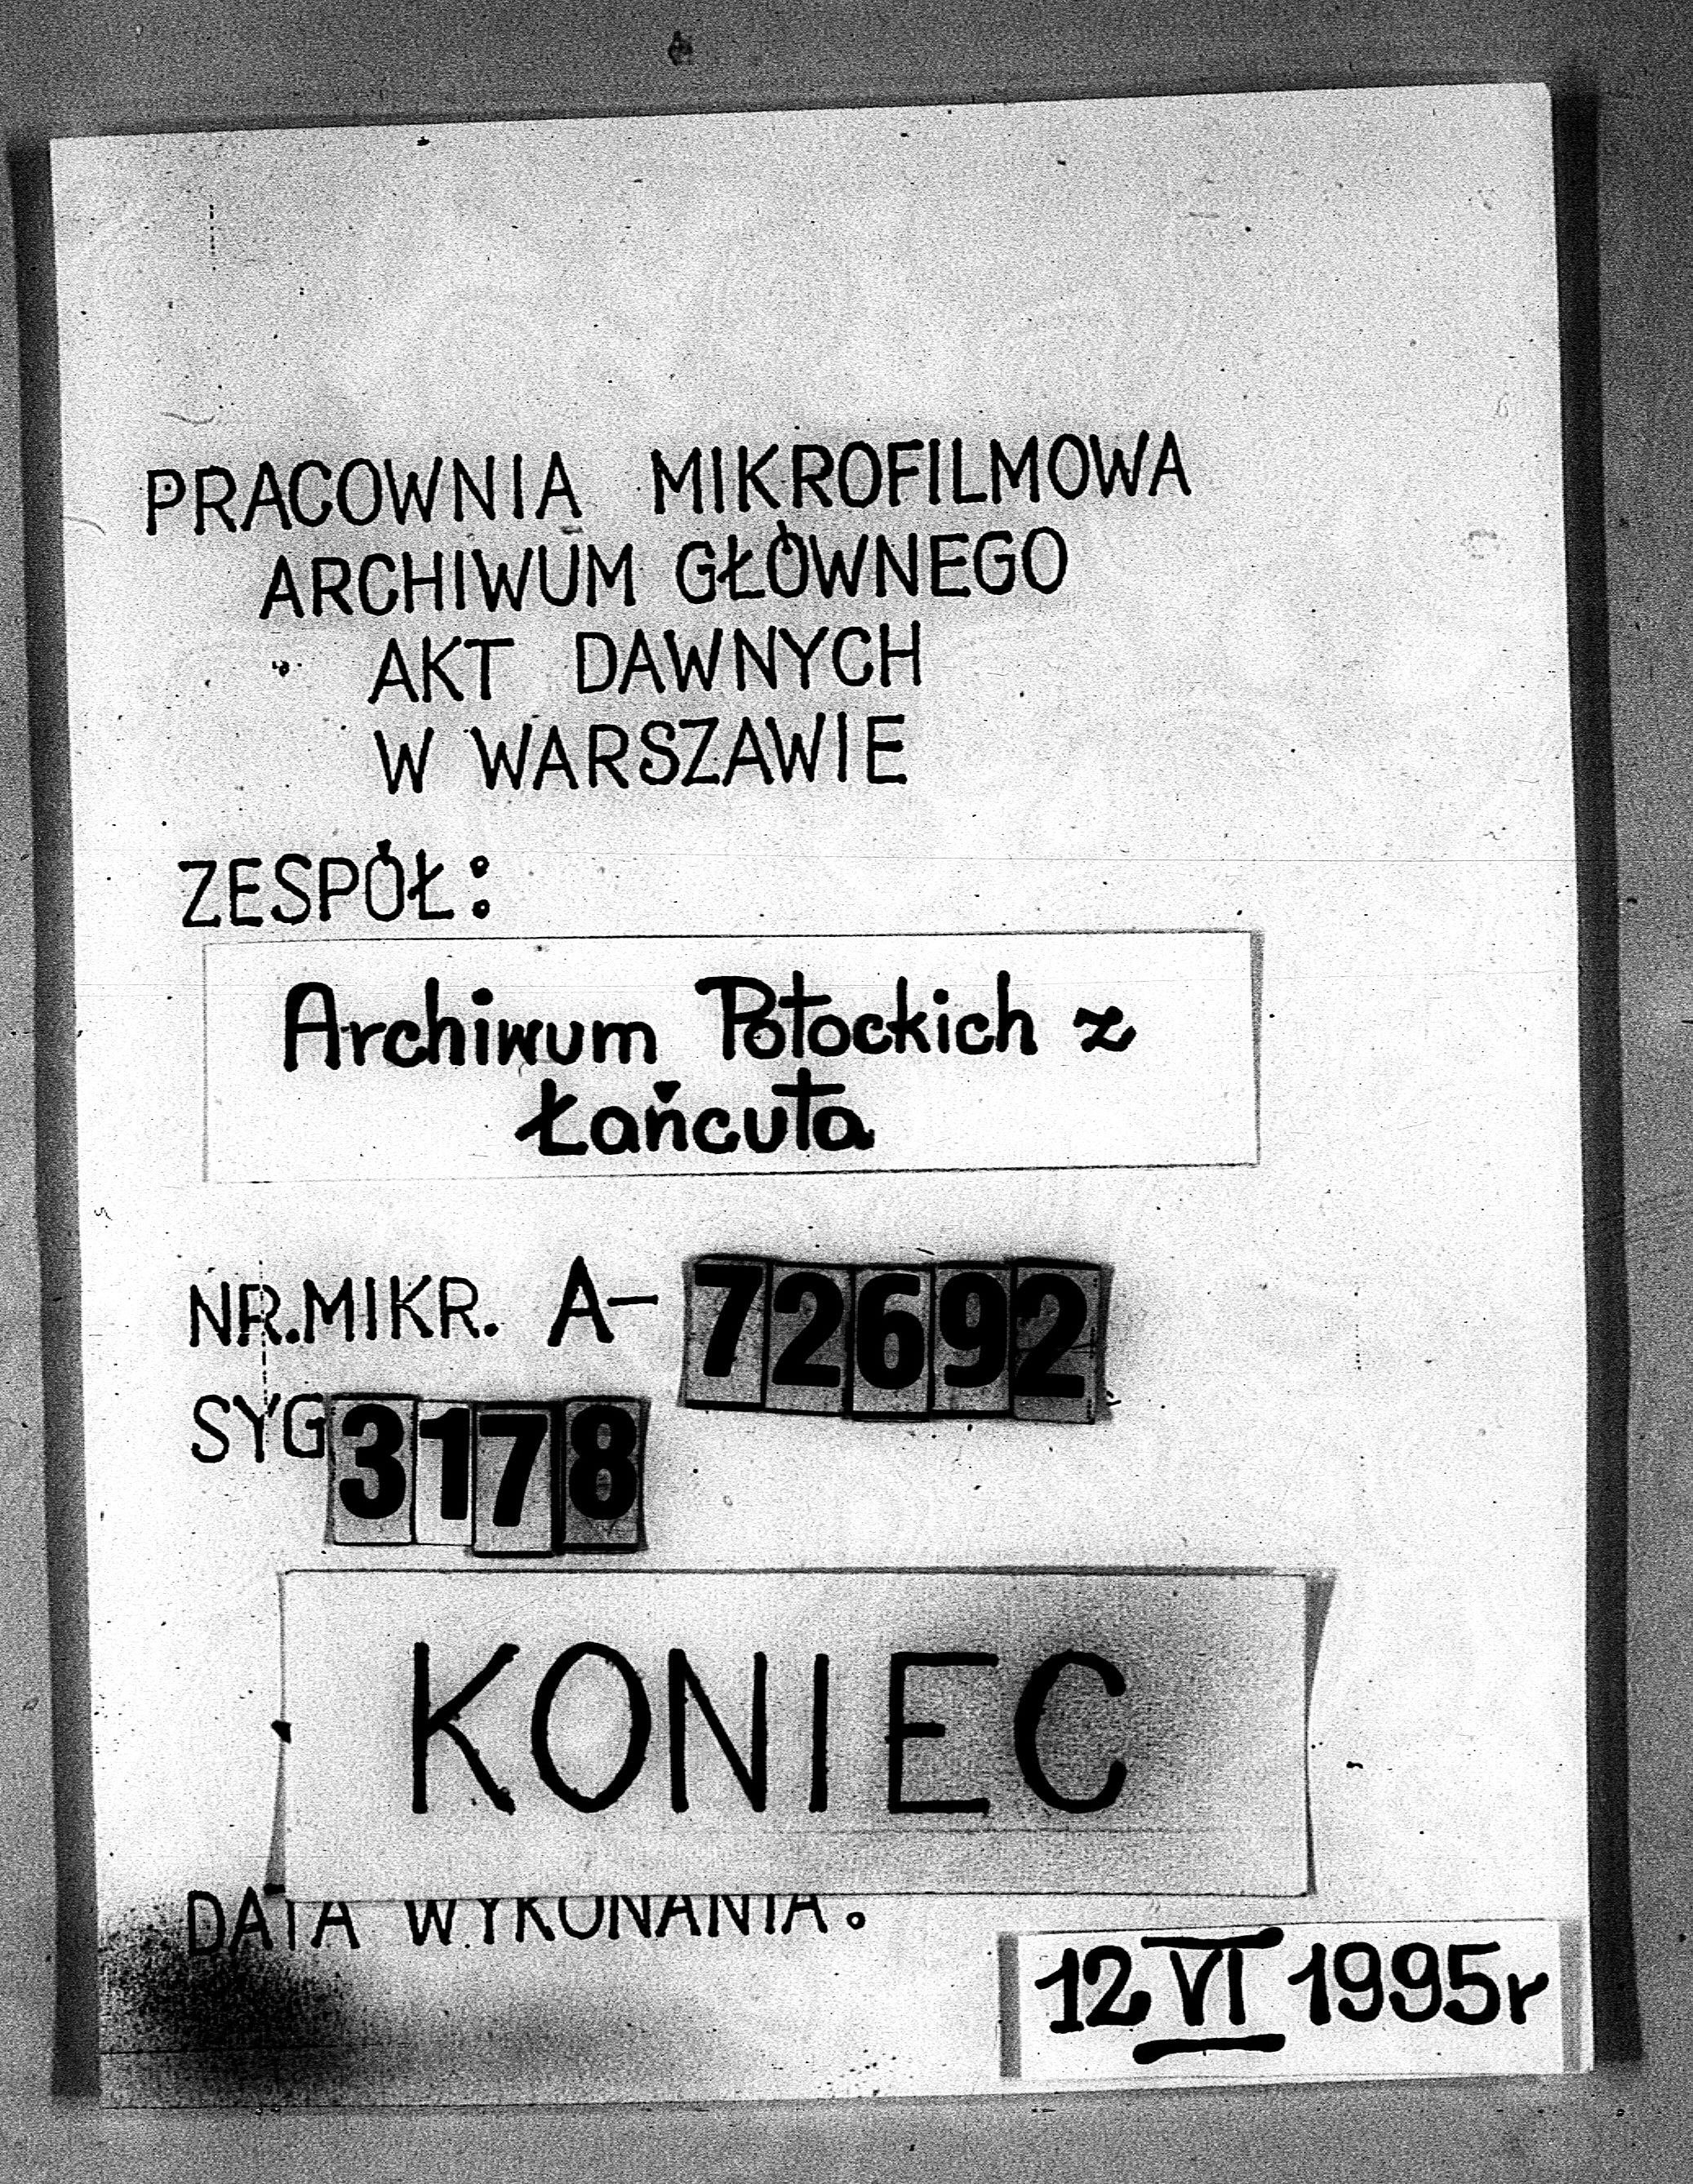 PRACOWNIA MIKROFILMOWA
ARCHIWUM GŁÓWNEGO
AKT DAWNYCH
W WARSZAWIE
ZESPÓŁ:
Archiwum Potockich z
Łańcuta
NR.MIKR. A- 72692
SYG 3178
KONIEC
DATA WYKONANIA.
12 VI 1995r